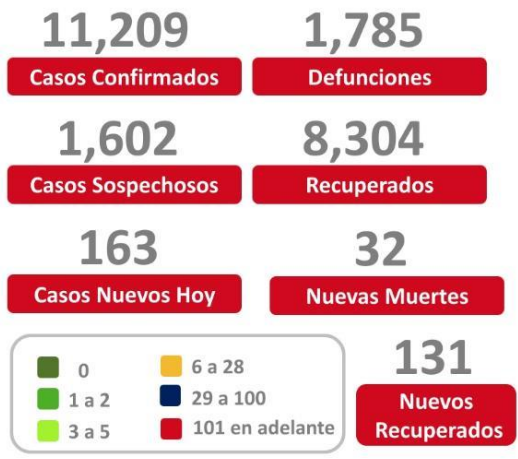 11,209
Casos Confirmados
1,785
Defunciones
1,602
Casos Sospechosos
8,304
Recuperados
163
Casos Nuevos Hoy
32
Nuevas Muertes
0
1 a 2
3 a 5
6 a 28
29 a 100
101 en adelante
131
Nuevos
Recuperados